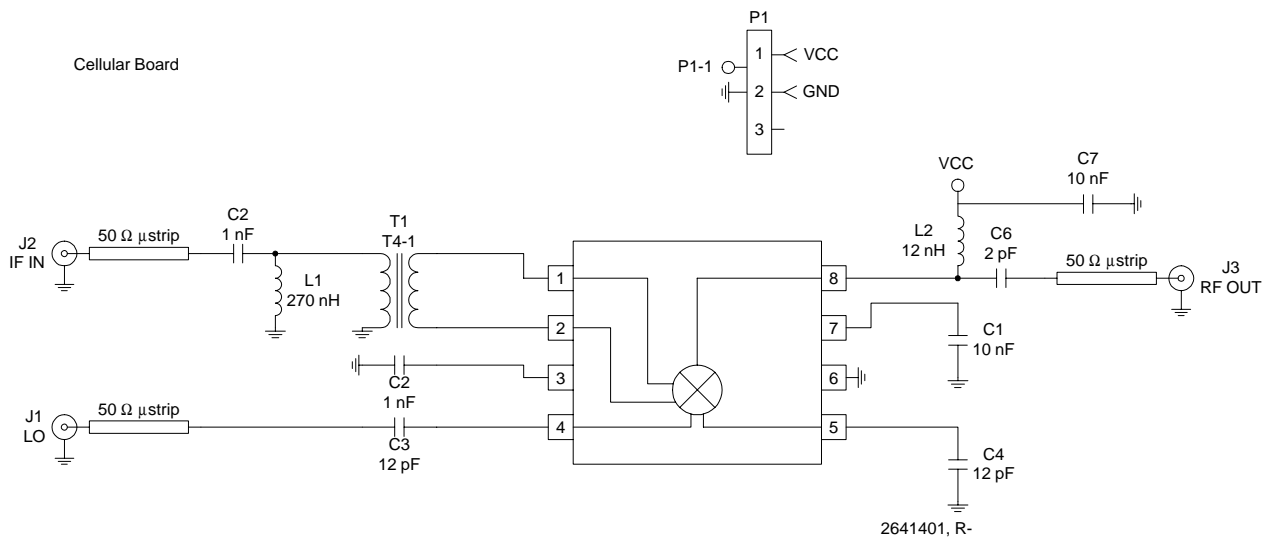 P1
Cellular Board
1
VCC
P1-1
2
GND
3
VCC
C7
10 nF
J2
IF IN
50 Ω μstrip
C2
1 nF
L1
270 nH
T1
T4-1
L2
12 nH
C6
2 pF
50 Ω μstrip
J3
RF OUT
1
8
2
7
C1
10 nF
3
6
C2
1 nF
J1
LO
50 Ω μstrip
4
5
C3
12 pF
C4
12 pF
2641401, R-